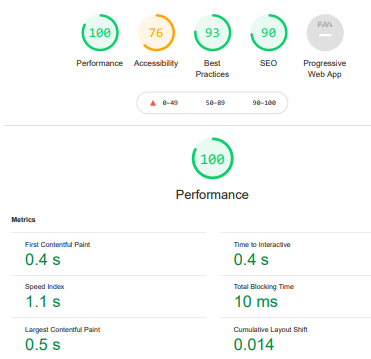 100 76 93 90 PWA
Performance Accessibility Best Practices SEO Progressive Web App
0-49 50-89 90-100
100
Performance
Metrics
First Contentful Paint
0.4 s
Time to Interactive
0.4 s
Speed Index
1.1 s
Total Blocking Time
10 ms
Largest Contentful Paint
0.5 s
Cumulative Layout Shift
0.014